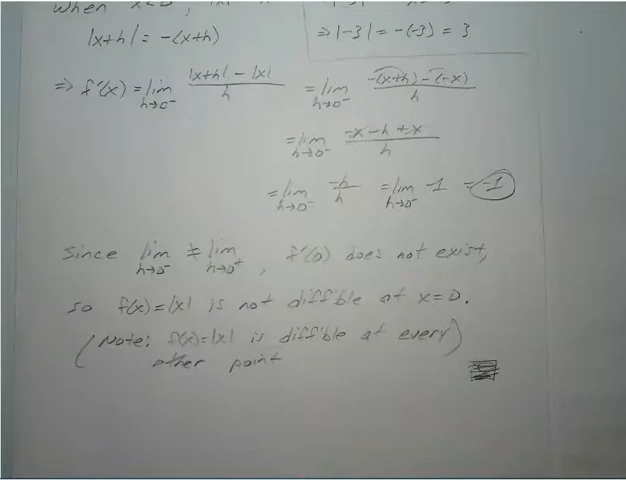 when x<0, |x|
|x+h| = -(x+h)
⇒ |-3| = -(-3) = 3
⇒ f'(x) = lim h→0⁻ |x+h| - |x| / h = lim h→0⁻ -(x+h) - (-x) / h
= lim h→0⁻ -x - h + x / h
= lim h→0⁻ -h / h = lim h→0⁻ -1 = -1
Since lim h→0⁻ ≠ lim h→0⁺, f'(0) does not exist,
so f(x) = |x| is not diff'ble at x=0.
(Note: f(x)=|x| is diff'ble at every
other point)